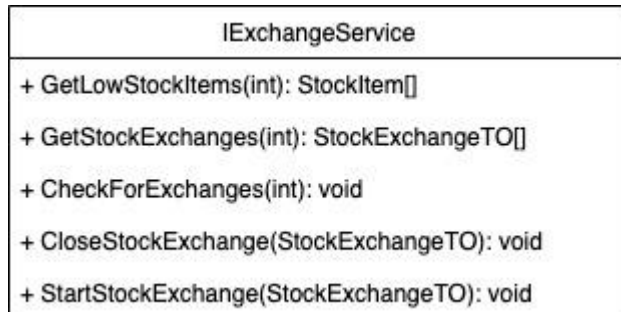 IExchangeService
+ GetLowStockItems(int): StockItem[]
+ GetStockExchanges(int): StockExchangeTO[]
+ CheckForExchanges(int): void
+ CloseStockExchange(StockExchangeTO): void
+ StartStockExchange(StockExchangeTO): void